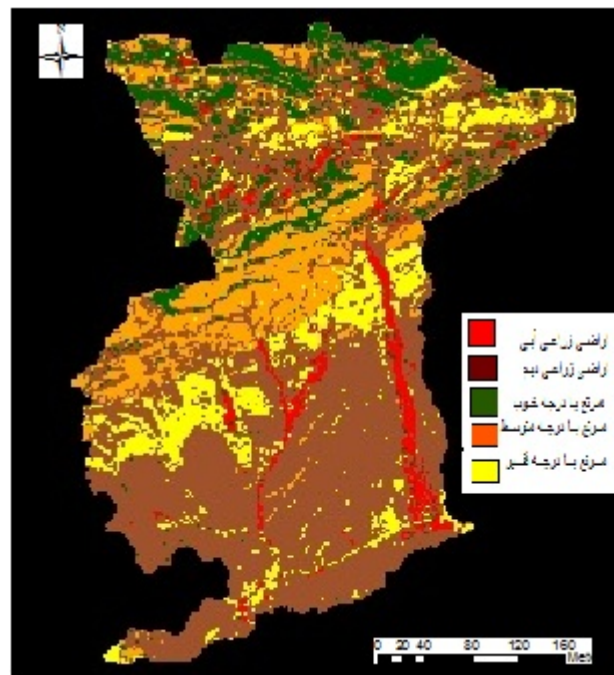 N
اراضی زراعی آبی
اراضی زراعی دیم
مرتع با درجه خوب
مرتع با درجه متوسط
مرتع با درجه فقیر
0 20 40 80 120 160
Met